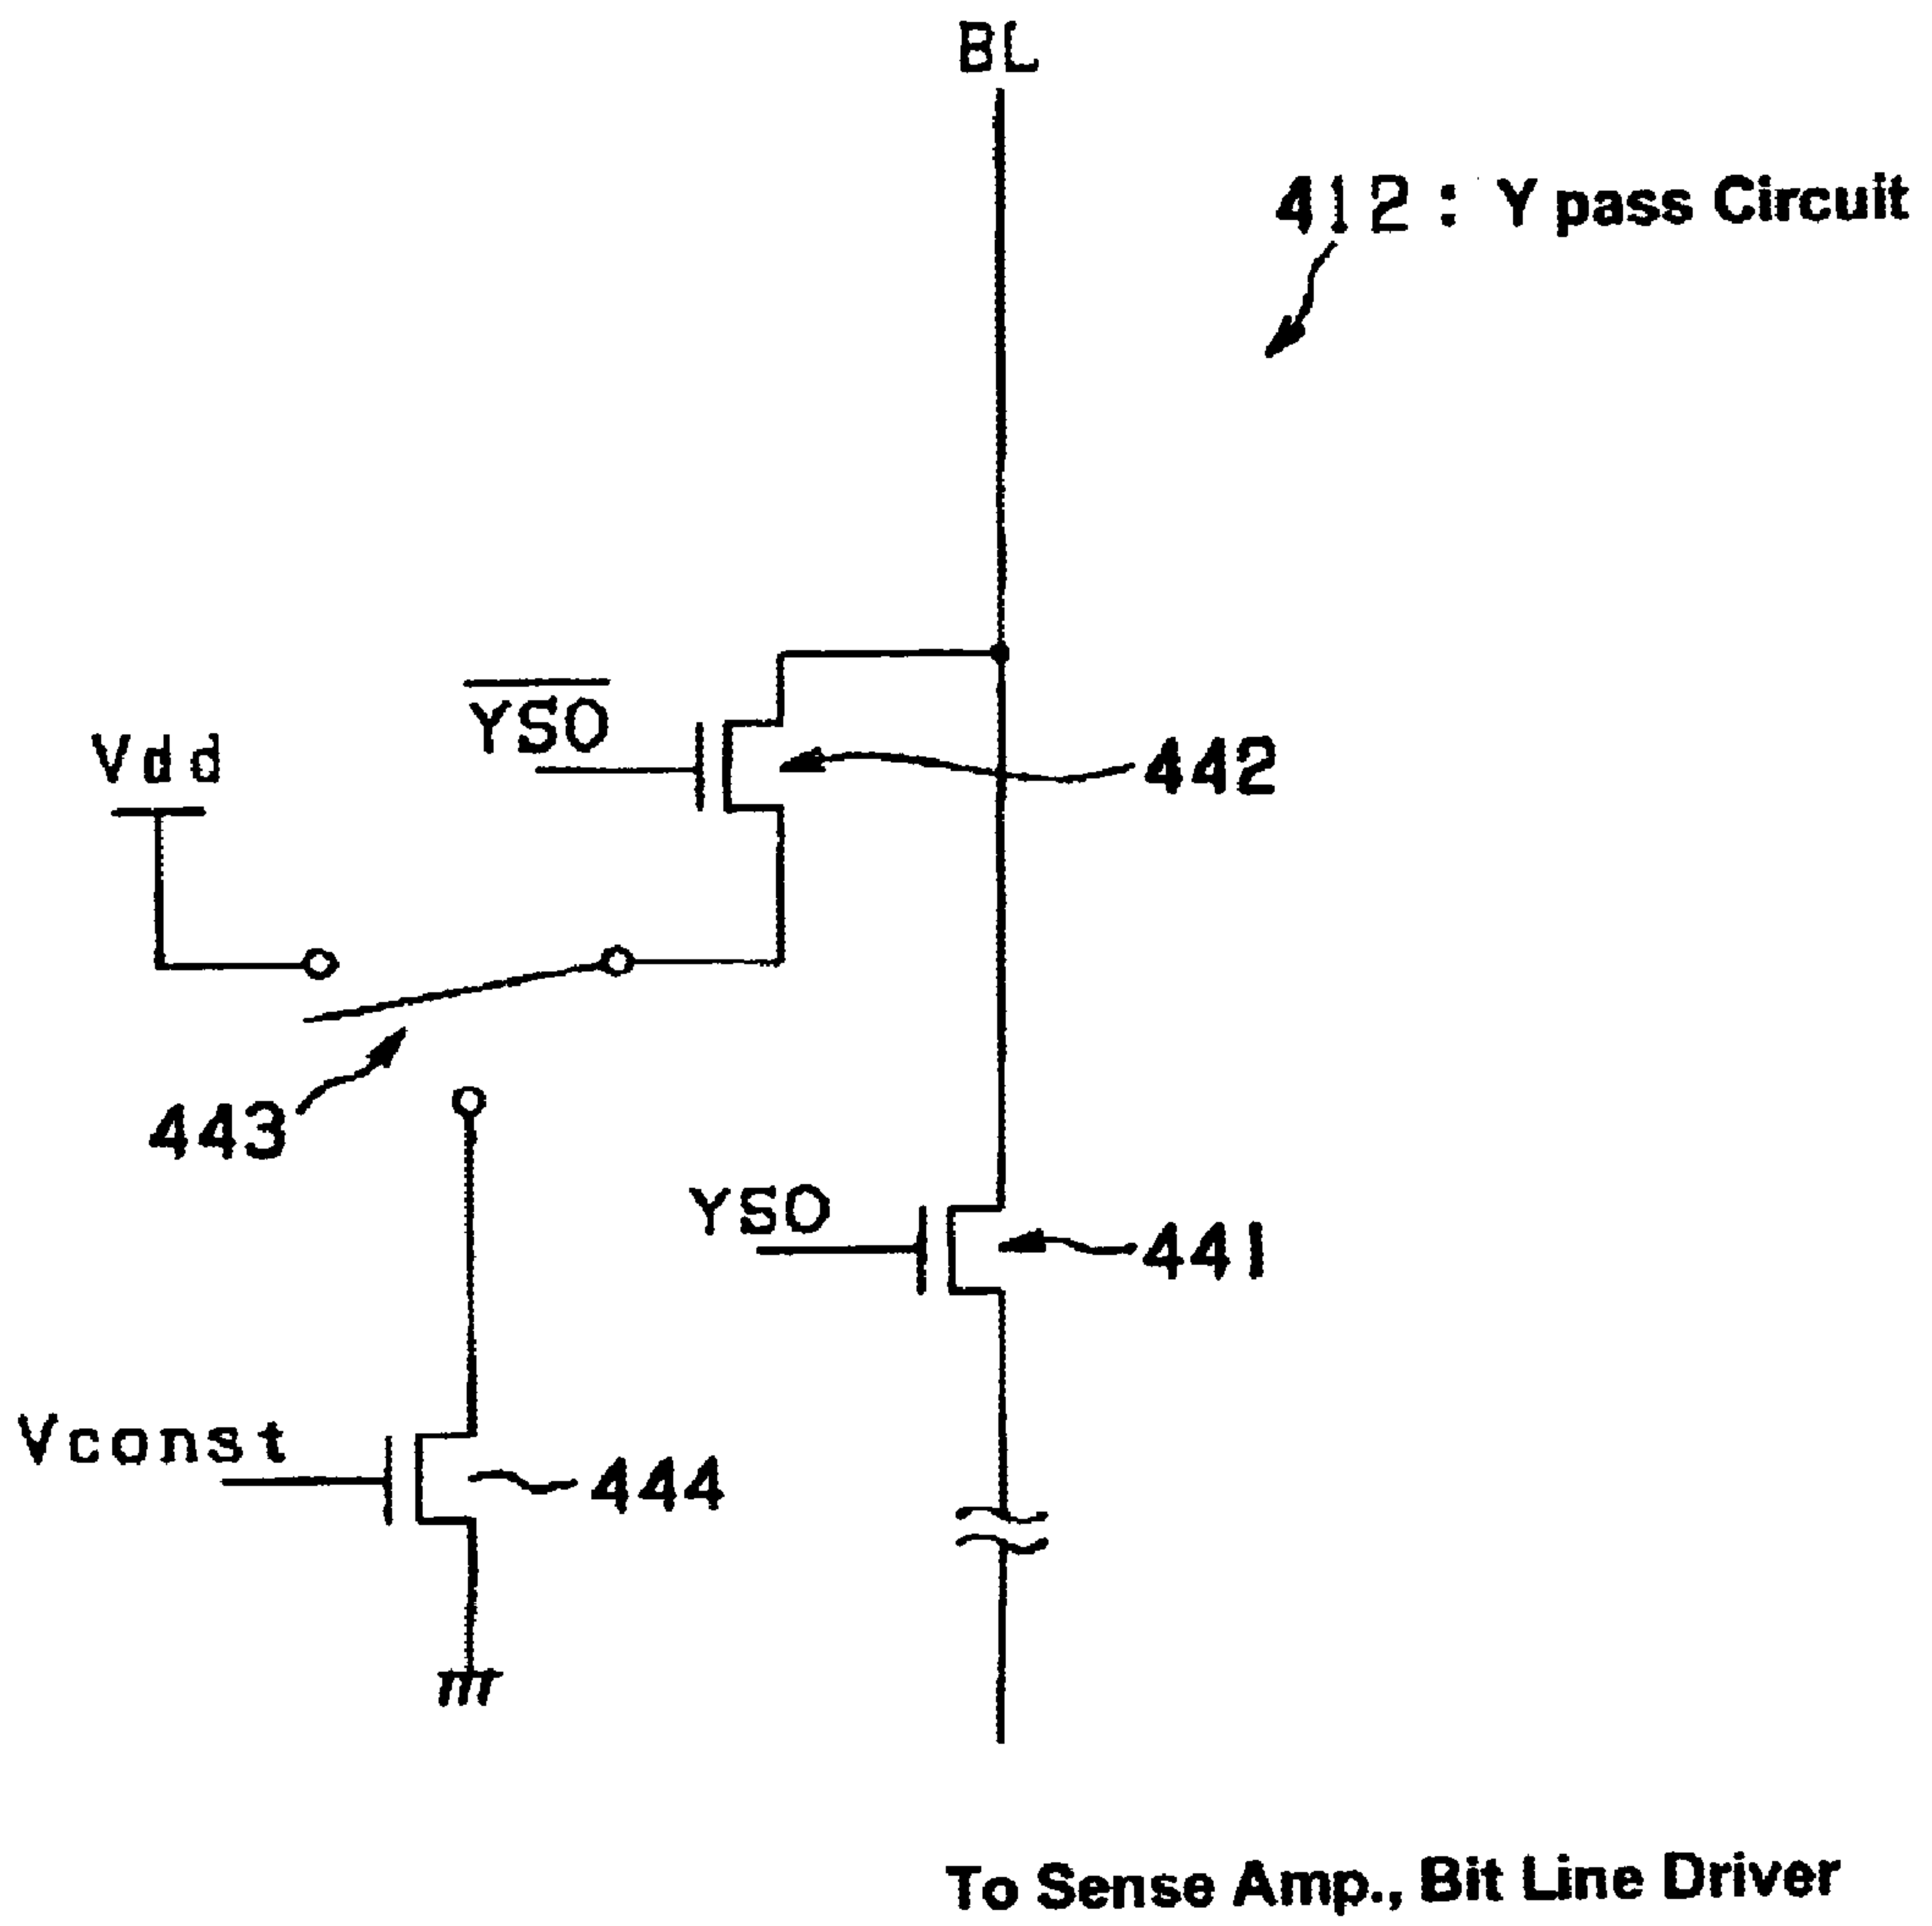 BL
412 : Y pass Circuit
YSO
Vdd
442
443
YSO
441
Vconst
444
To Sense Amp., Bit Line Driver